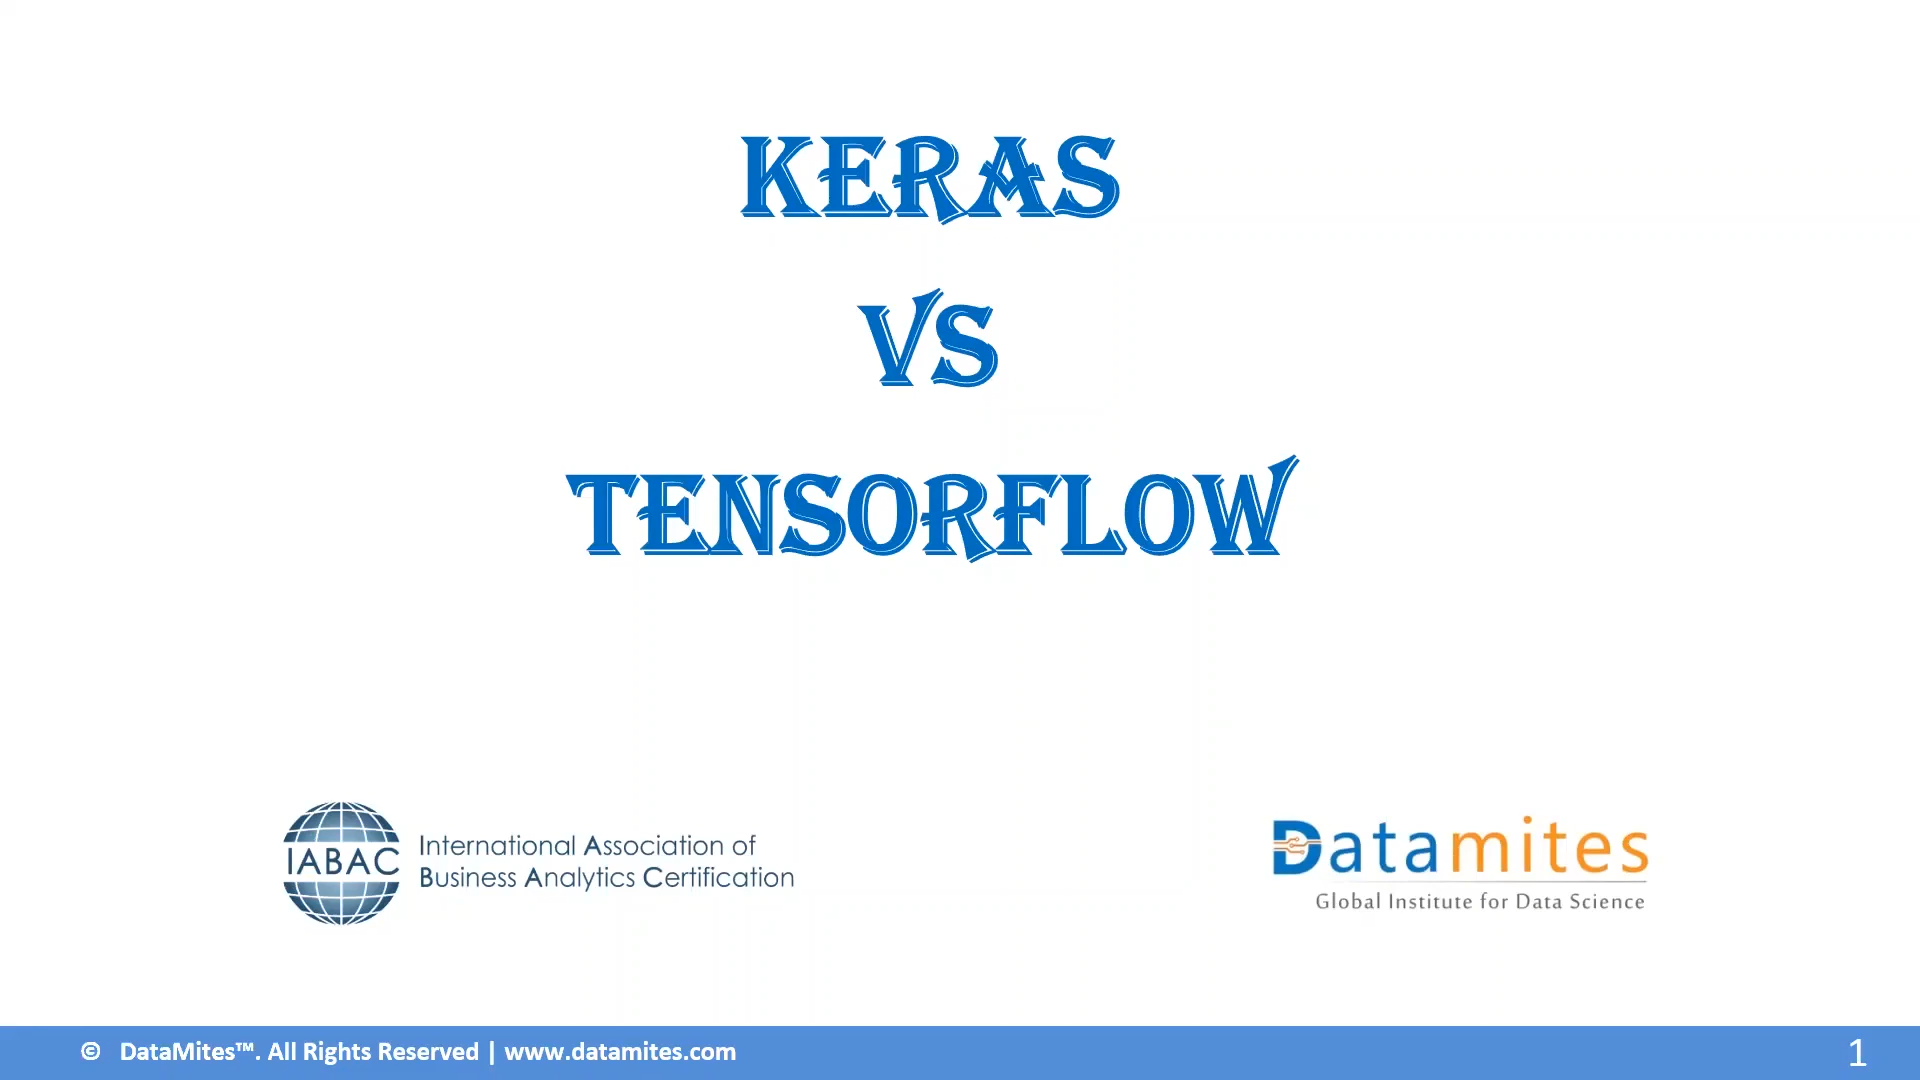 KERAS
VS
TENSORFLOW
IABAC
International Association of
Business Analytics Certification
Datamites
Global Institute for Data Science
© DataMites™. All Rights Reserved | www.datamites.com
1